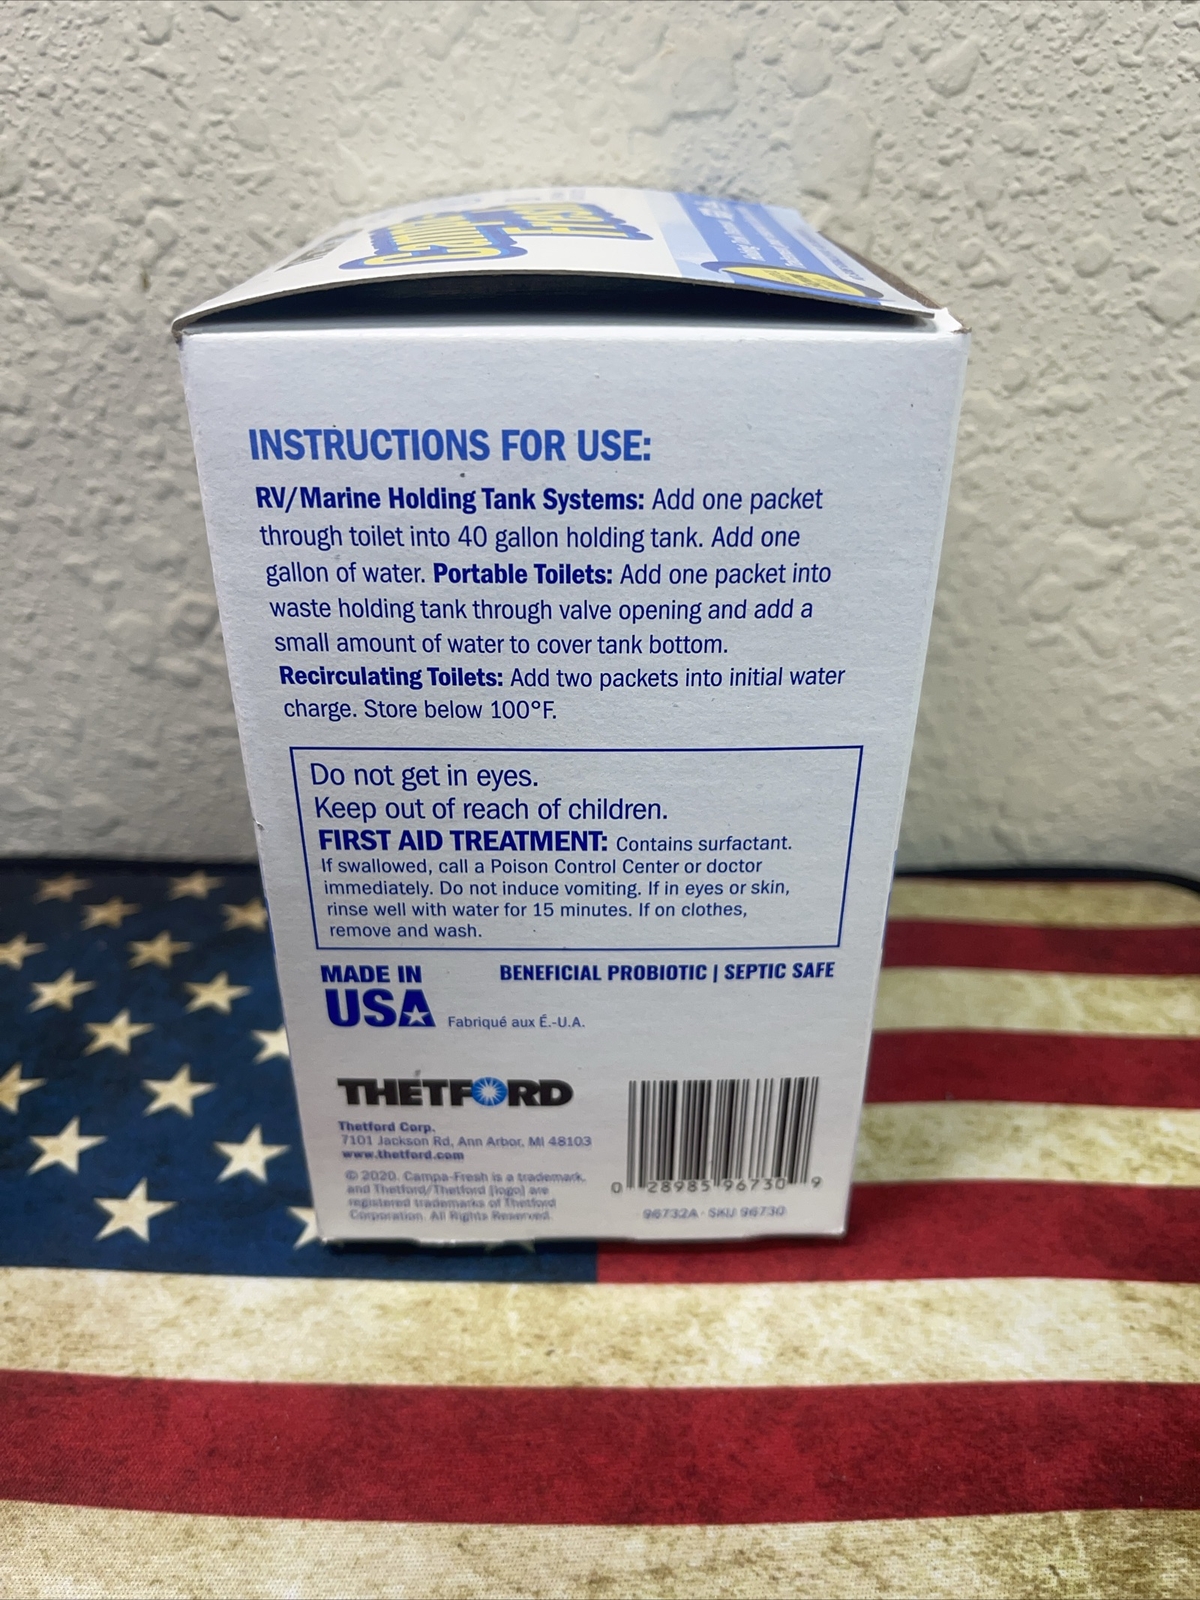 Campa
Fresh
INSTRUCTIONS FOR USE:
RV/Marine Holding Tank Systems: Add one packet
through toilet into 40 gallon holding tank. Add one
gallon of water. Portable Toilets: Add one packet into
waste holding tank through valve opening and add a
small amount of water to cover tank bottom.
Recirculating Toilets: Add two packets into initial water
charge. Store below 100°F.
Do not get in eyes.
Keep out of reach of children.
FIRST AID TREATMENT: Contains surfactant.
If swallowed, call a Poison Control Center or doctor
immediately. Do not induce vomiting. If in eyes or skin,
rinse well with water for 15 minutes. If on clothes,
remove and wash.
MADE IN
USA
BENEFICIAL PROBIOTIC | SEPTIC SAFE
Fabriqué aux É.-U.A.
THETFORD
Thetford Corp.
7101 Jackson Rd, Ann Arbor, MI 48103
www.thetford.com
© 2020. Campa-Fresh is a trademark,
and Thetford/Thetford [logo] are
registered trademarks of Thetford
Corporation. All Rights Reserved.
0 28985 96730 9
96732A · SKU 96730